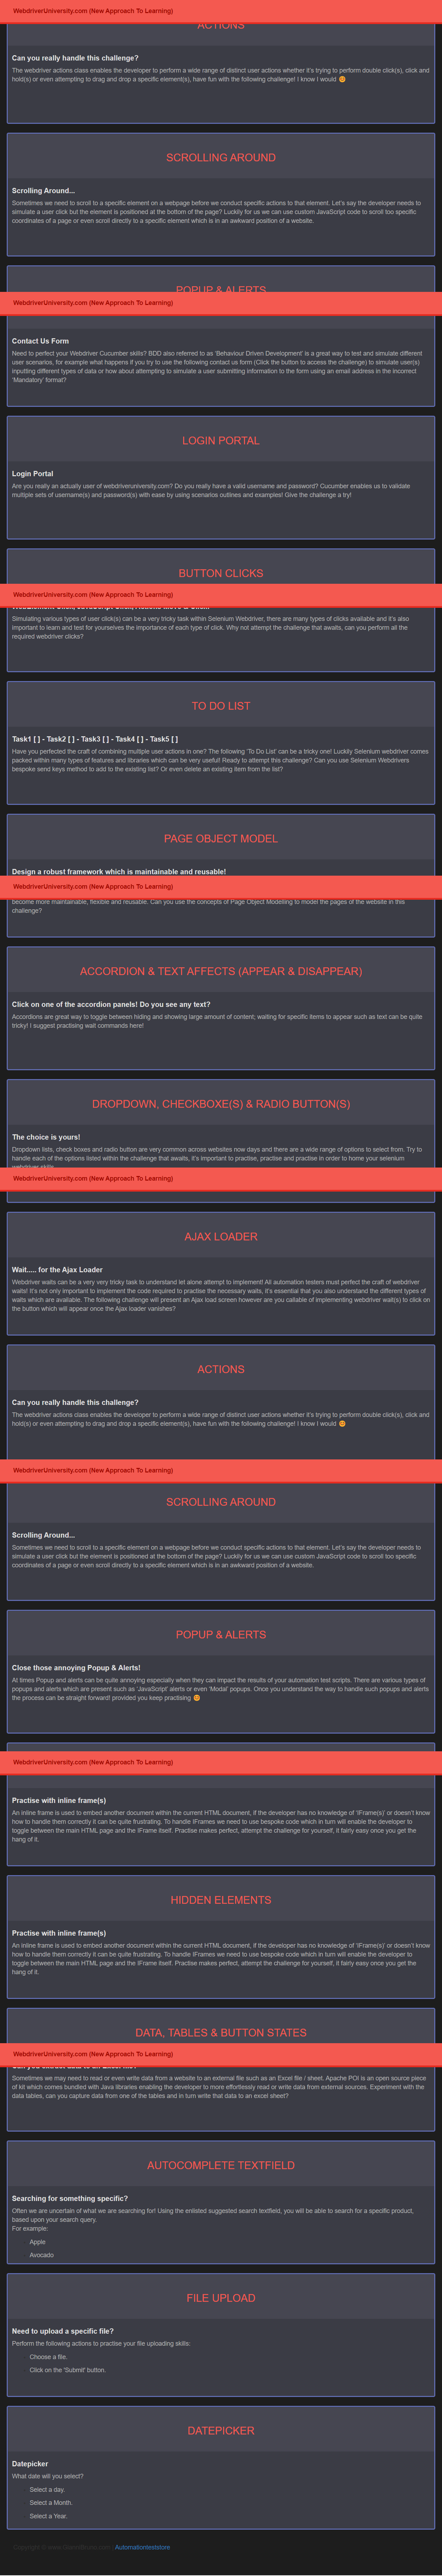 WebdriverUniversity.com (New Approach To Learning)
ACTIONS
Can you really handle this challenge?
The webdriver actions class enables the developer to perform a wide range of distinct user actions whether it's trying to perform double click(s), click and
hold(s) or even attempting to drag and drop a specific element(s), have fun with the following challenge! I know I would 😊
SCROLLING AROUND
Scrolling Around...
Sometimes we need to scroll to a specific element on a webpage before we conduct specific actions to that element. Let's say the developer needs to
simulate a user click but the element is positioned at the bottom of the page? Luckily for us we can use custom JavaScript code to scroll too specific
coordinates of a page or even scroll directly to a specific element which is in an awkward position of a website.
POPUP & ALERTS
WebdriverUniversity.com (New Approach To Learning)
Contact Us Form
Need to perfect your Webdriver Cucumber skills? BDD also referred to as 'Behaviour Driven Development' is a great way to test and simulate different
user scenarios, for example what happens if you try to use the following contact us form (Click the button to access the challenge) to simulate user(s)
inputting different types of data or how about attempting to simulate a user submitting information to the form using an email address in the incorrect
'Mandatory' format?
LOGIN PORTAL
Login Portal
Are you really an actually user of webdriveruniversity.com? Do you really have a valid username and password? Cucumber enables us to validate
multiple sets of username(s) and password(s) with ease by using scenarios outlines and examples! Give the challenge a try!
BUTTON CLICKS
WebdriverUniversity.com (New Approach To Learning)
WebElement Click, JavaScript Click, Actions Move & Click!
Simulating various types of user click(s) can be a very tricky task within Selenium Webdriver, there are many types of clicks available and it's also
important to learn and test for yourselves the importance of each type of click. Why not attempt the challenge that awaits, can you perform all the
required webdriver clicks?
TO DO LIST
Task1 [ ] - Task2 [ ] - Task3 [ ] - Task4 [ ] - Task5 [ ]
Have you perfected the craft of combining multiple user actions in one? The following 'To Do List' can be a tricky one! Luckliy Selenium webdriver comes
packed within many types of features and libraries which can be very useful! Ready to attempt this challenge? Can you use Selenium Webdrivers
bespoke send keys method to add to the existing list? Or even delete an existing item from the list?
PAGE OBJECT MODEL
Design a robust framework which is maintainable and reusable!
WebdriverUniversity.com (New Approach To Learning)
become more maintainable, flexible and reusable. Can you use the concepts of Page Object Modelling to model the pages of the website in this
challenge?
ACCORDION & TEXT AFFECTS (APPEAR & DISAPPEAR)
Click on one of the accordion panels! Do you see any text?
Accordions are great way to toggle between hiding and showing large amount of content; waiting for specific items to appear such as text can be quite
tricky! I suggest practising wait commands here!
DROPDOWN, CHECKBOXE(S) & RADIO BUTTON(S)
The choice is yours!
Dropdown lists, check boxes and radio button are very common across websites now days and there are a wide range of options to select from. Try to
handle each of the options listed within the challenge that awaits, it's important to practise, practise and practise in order to home your selenium
webdriver skills.
WebdriverUniversity.com (New Approach To Learning)
AJAX LOADER
Wait..... for the Ajax Loader
Webdriver waits can be a very very tricky task to understand let alone attempt to implement! All automation testers must perfect the craft of webdriver
waits! It's not only important to implement the code required to practise the necessary waits, it's essential that you also understand the different types of
waits which are available. The following challenge will present an Ajax load screen however are you callable of implementing webdriver wait(s) to click on
the button which will appear once the Ajax loader vanishes?
ACTIONS
Can you really handle this challenge?
The webdriver actions class enables the developer to perform a wide range of distinct user actions whether it's trying to perform double click(s), click and
hold(s) or even attempting to drag and drop a specific element(s), have fun with the following challenge! I know I would 😊
WebdriverUniversity.com (New Approach To Learning)
SCROLLING AROUND
Scrolling Around...
Sometimes we need to scroll to a specific element on a webpage before we conduct specific actions to that element. Let's say the developer needs to
simulate a user click but the element is positioned at the bottom of the page? Luckily for us we can use custom JavaScript code to scroll too specific
coordinates of a page or even scroll directly to a specific element which is in an awkward position of a website.
POPUP & ALERTS
Close those annoying Popup & Alerts!
At times Popup and alerts can be quite annoying especially when they can impact the results of your automation test scripts. There are various types of
popups and alerts which are present such as 'JavaScript' alerts or even 'Modal' popups. Once you understand the way to handle such popups and alerts
the process can be straight forward! provided you keep practising 😊
WebdriverUniversity.com (New Approach To Learning)
Practise with inline frame(s)
An inline frame is used to embed another document within the current HTML document, if the developer has no knowledge of 'IFrame(s)' or doesn't know
how to handle them correctly it can be quite frustrating. To handle IFrames we need to use bespoke code which in turn will enable the developer to
toggle between the main HTML page and the IFrame itself. Practise makes perfect, attempt the challenge for yourself, it fairly easy once you get the
hang of it.
HIDDEN ELEMENTS
Practise with inline frame(s)
An inline frame is used to embed another document within the current HTML document, if the developer has no knowledge of 'IFrame(s)' or doesn't know
how to handle them correctly it can be quite frustrating. To handle IFrames we need to use bespoke code which in turn will enable the developer to
toggle between the main HTML page and the IFrame itself. Practise makes perfect, attempt the challenge for yourself, it fairly easy once you get the
hang of it.
DATA, TABLES & BUTTON STATES
WebdriverUniversity.com (New Approach To Learning)
Can you extract data to an Excel file?
Sometimes we may need to read or even write data from a website to an external file such as an Excel file / sheet. Apache POI is an open source piece
of kit which comes bundled with Java libraries enabling the developer to more effortlessly read or write data from external sources. Experiment with the
data tables, can you capture data from one of the tables and in turn write that data to an excel sheet?
AUTOCOMPLETE TEXTFIELD
Searching for something specific?
Often we are uncertain of what we are searching for! Using the enlisted suggested search textfield, you will be able to search for a specific product,
based upon your search query.
For example:
Apple
Avocado
FILE UPLOAD
Need to upload a specific file?
Perform the following actions to practise your file uploading skills:
Choose a file.
Click on the 'Submit' button.
DATEPICKER
Datepicker
What date will you select?
Select a day.
Select a Month.
Select a Year.
Automationteststore